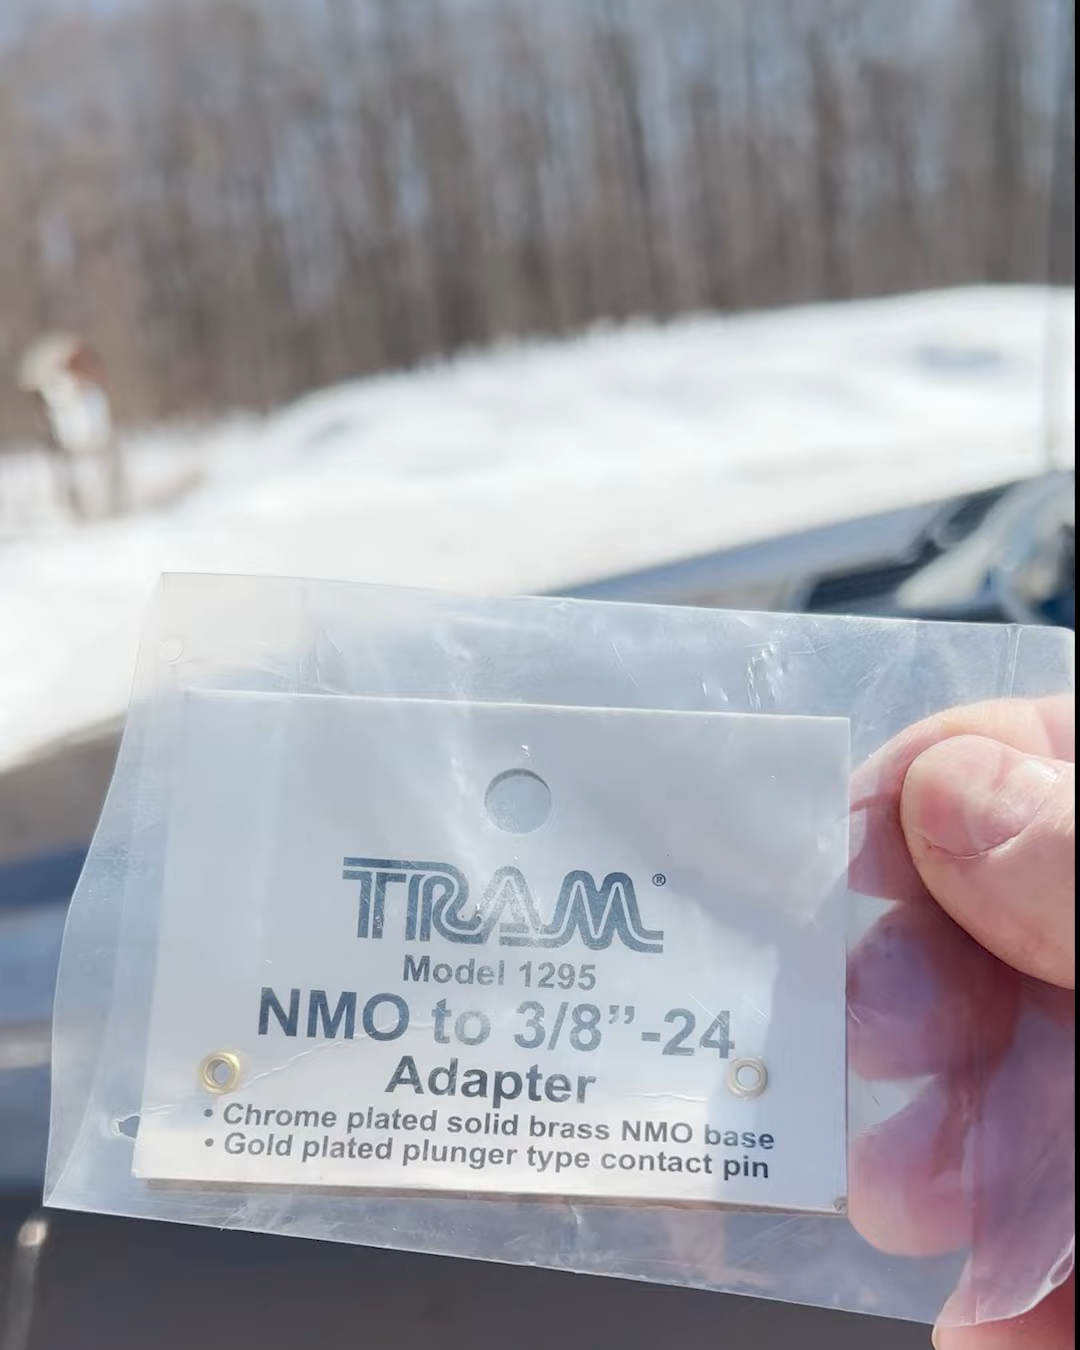 TRAM®
Model 1295
NMO to 3/8”-24
Adapter
• Chrome plated solid brass NMO base
• Gold plated plunger type contact pin